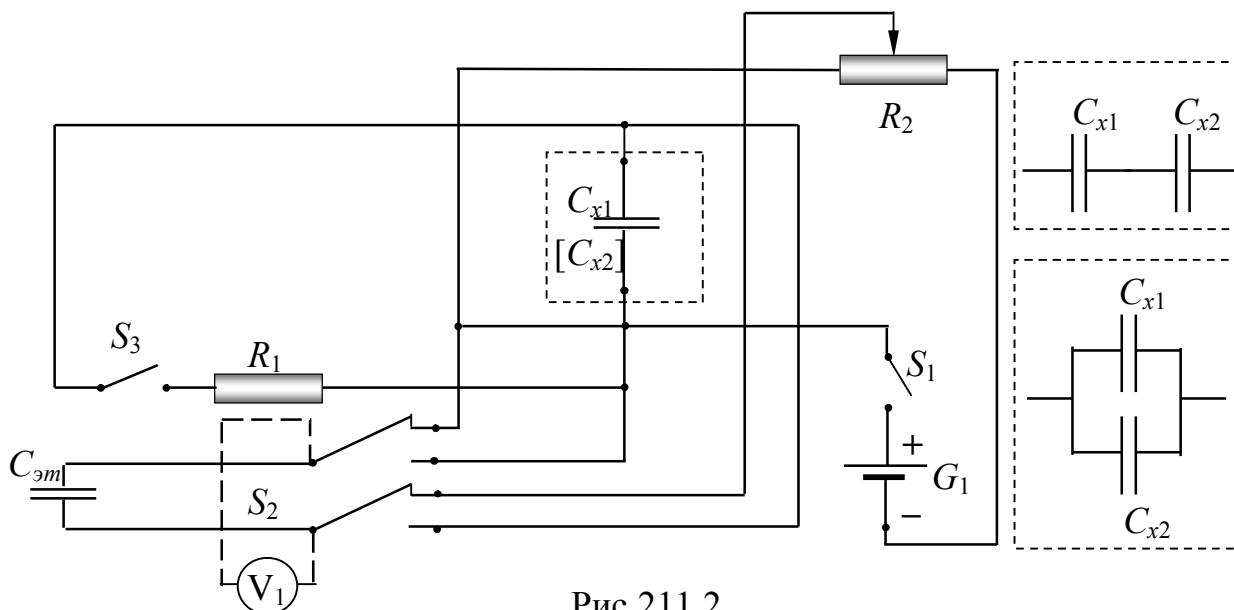 R2
Cx1 Cx2
Cx1
[Cx2]
Cx1
S3
R1
S1
+
Cэт
G1
S2
−
Cx2
V1
Рис 211 2